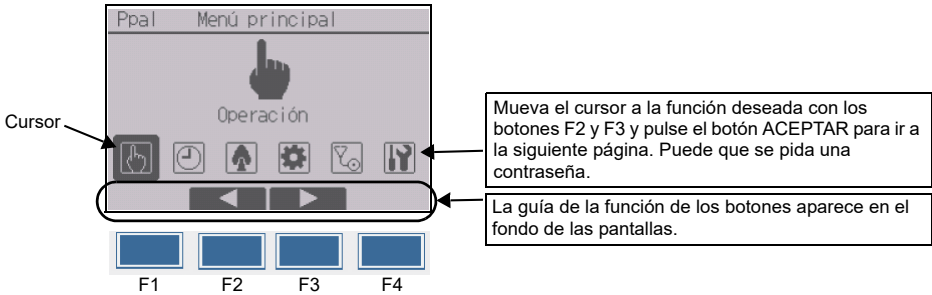 Ppal Menú principal
Operación
Cursor
Mueva el cursor a la función deseada con los
botones F2 y F3 y pulse el botón ACEPTAR para ir a
la siguiente página. Puede que se pida una
contraseña.
La guía de la función de los botones aparece en el
fondo de las pantallas.
F1 F2 F3 F4